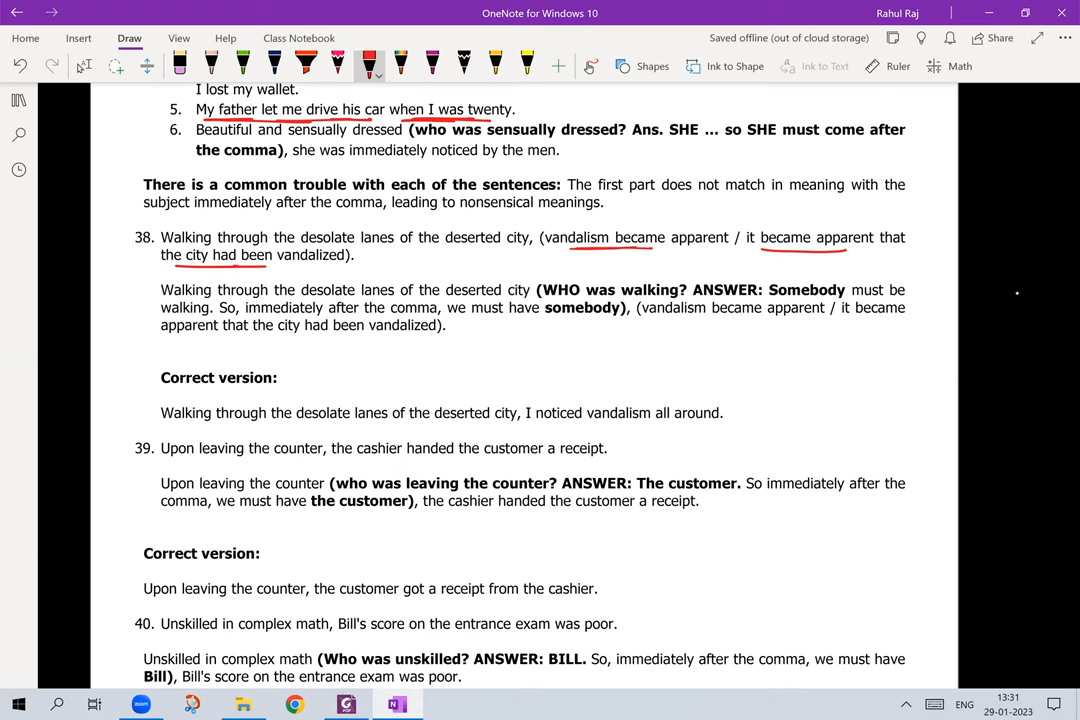 OneNote for Windows 10
Rahul Raj
Home Insert Draw View Help Class Notebook
Saved offline (out of cloud storage)
Share
Shapes
Ink to Shape
Ink to Text
Ruler
Math
I lost my wallet.
5. My father let me drive his car when I was twenty.
6. Beautiful and sensually dressed (who was sensually dressed? Ans. SHE ... so SHE must come after
the comma), she was immediately noticed by the men.
There is a common trouble with each of the sentences: The first part does not match in meaning with the
subject immediately after the comma, leading to nonsensical meanings.
38. Walking through the desolate lanes of the deserted city, (vandalism became apparent / it became apparent that
the city had been vandalized).
Walking through the desolate lanes of the deserted city (WHO was walking? ANSWER: Somebody must be
walking. So, immediately after the comma, we must have somebody), (vandalism became apparent / it became
apparent that the city had been vandalized).
Correct version:
Walking through the desolate lanes of the deserted city, I noticed vandalism all around.
39. Upon leaving the counter, the cashier handed the customer a receipt.
Upon leaving the counter (who was leaving the counter? ANSWER: The customer. So immediately after the
comma, we must have the customer), the cashier handed the customer a receipt.
Correct version:
Upon leaving the counter, the customer got a receipt from the cashier.
40. Unskilled in complex math, Bill's score on the entrance exam was poor.
Unskilled in complex math (Who was unskilled? ANSWER: BILL. So, immediately after the comma, we must have
Bill), Bill's score on the entrance exam was poor.
zoom
ENG
13:31
29-01-2023